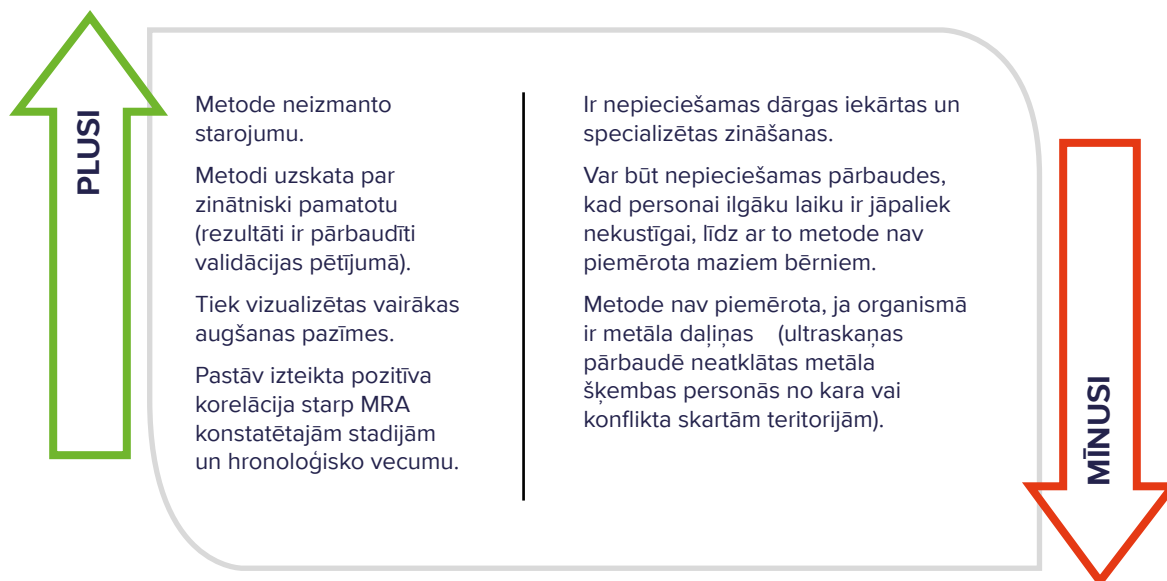 PLUSI
Metode neizmanto
starojumu.
Metodi uzskata par
zinātniski pamatotu
(rezultāti ir pārbaudīti
validācijas pētījumā).
Tiek vizualizētas vairākas
augšanas pazīmes.
Pastāv izteikta pozitīva
korelācija starp MRA
konstatētajām stadijām
un hronoloģisko vecumu.
Ir nepieciešamas dārgas iekārtas un
specializētas zināšanas.
Var būt nepieciešamas pārbaudes,
kad personai ilgāku laiku ir jāpaliek
nekustīgai, līdz ar to metode nav
piemērota maziem bērniem.
Metode nav piemērota, ja organismā
ir metāla daļiņas (ultraskaņas
pārbaudē neatklātas metāla
šķembas personās no kara vai
konflikta skartām teritorijām).
MĪNUSI